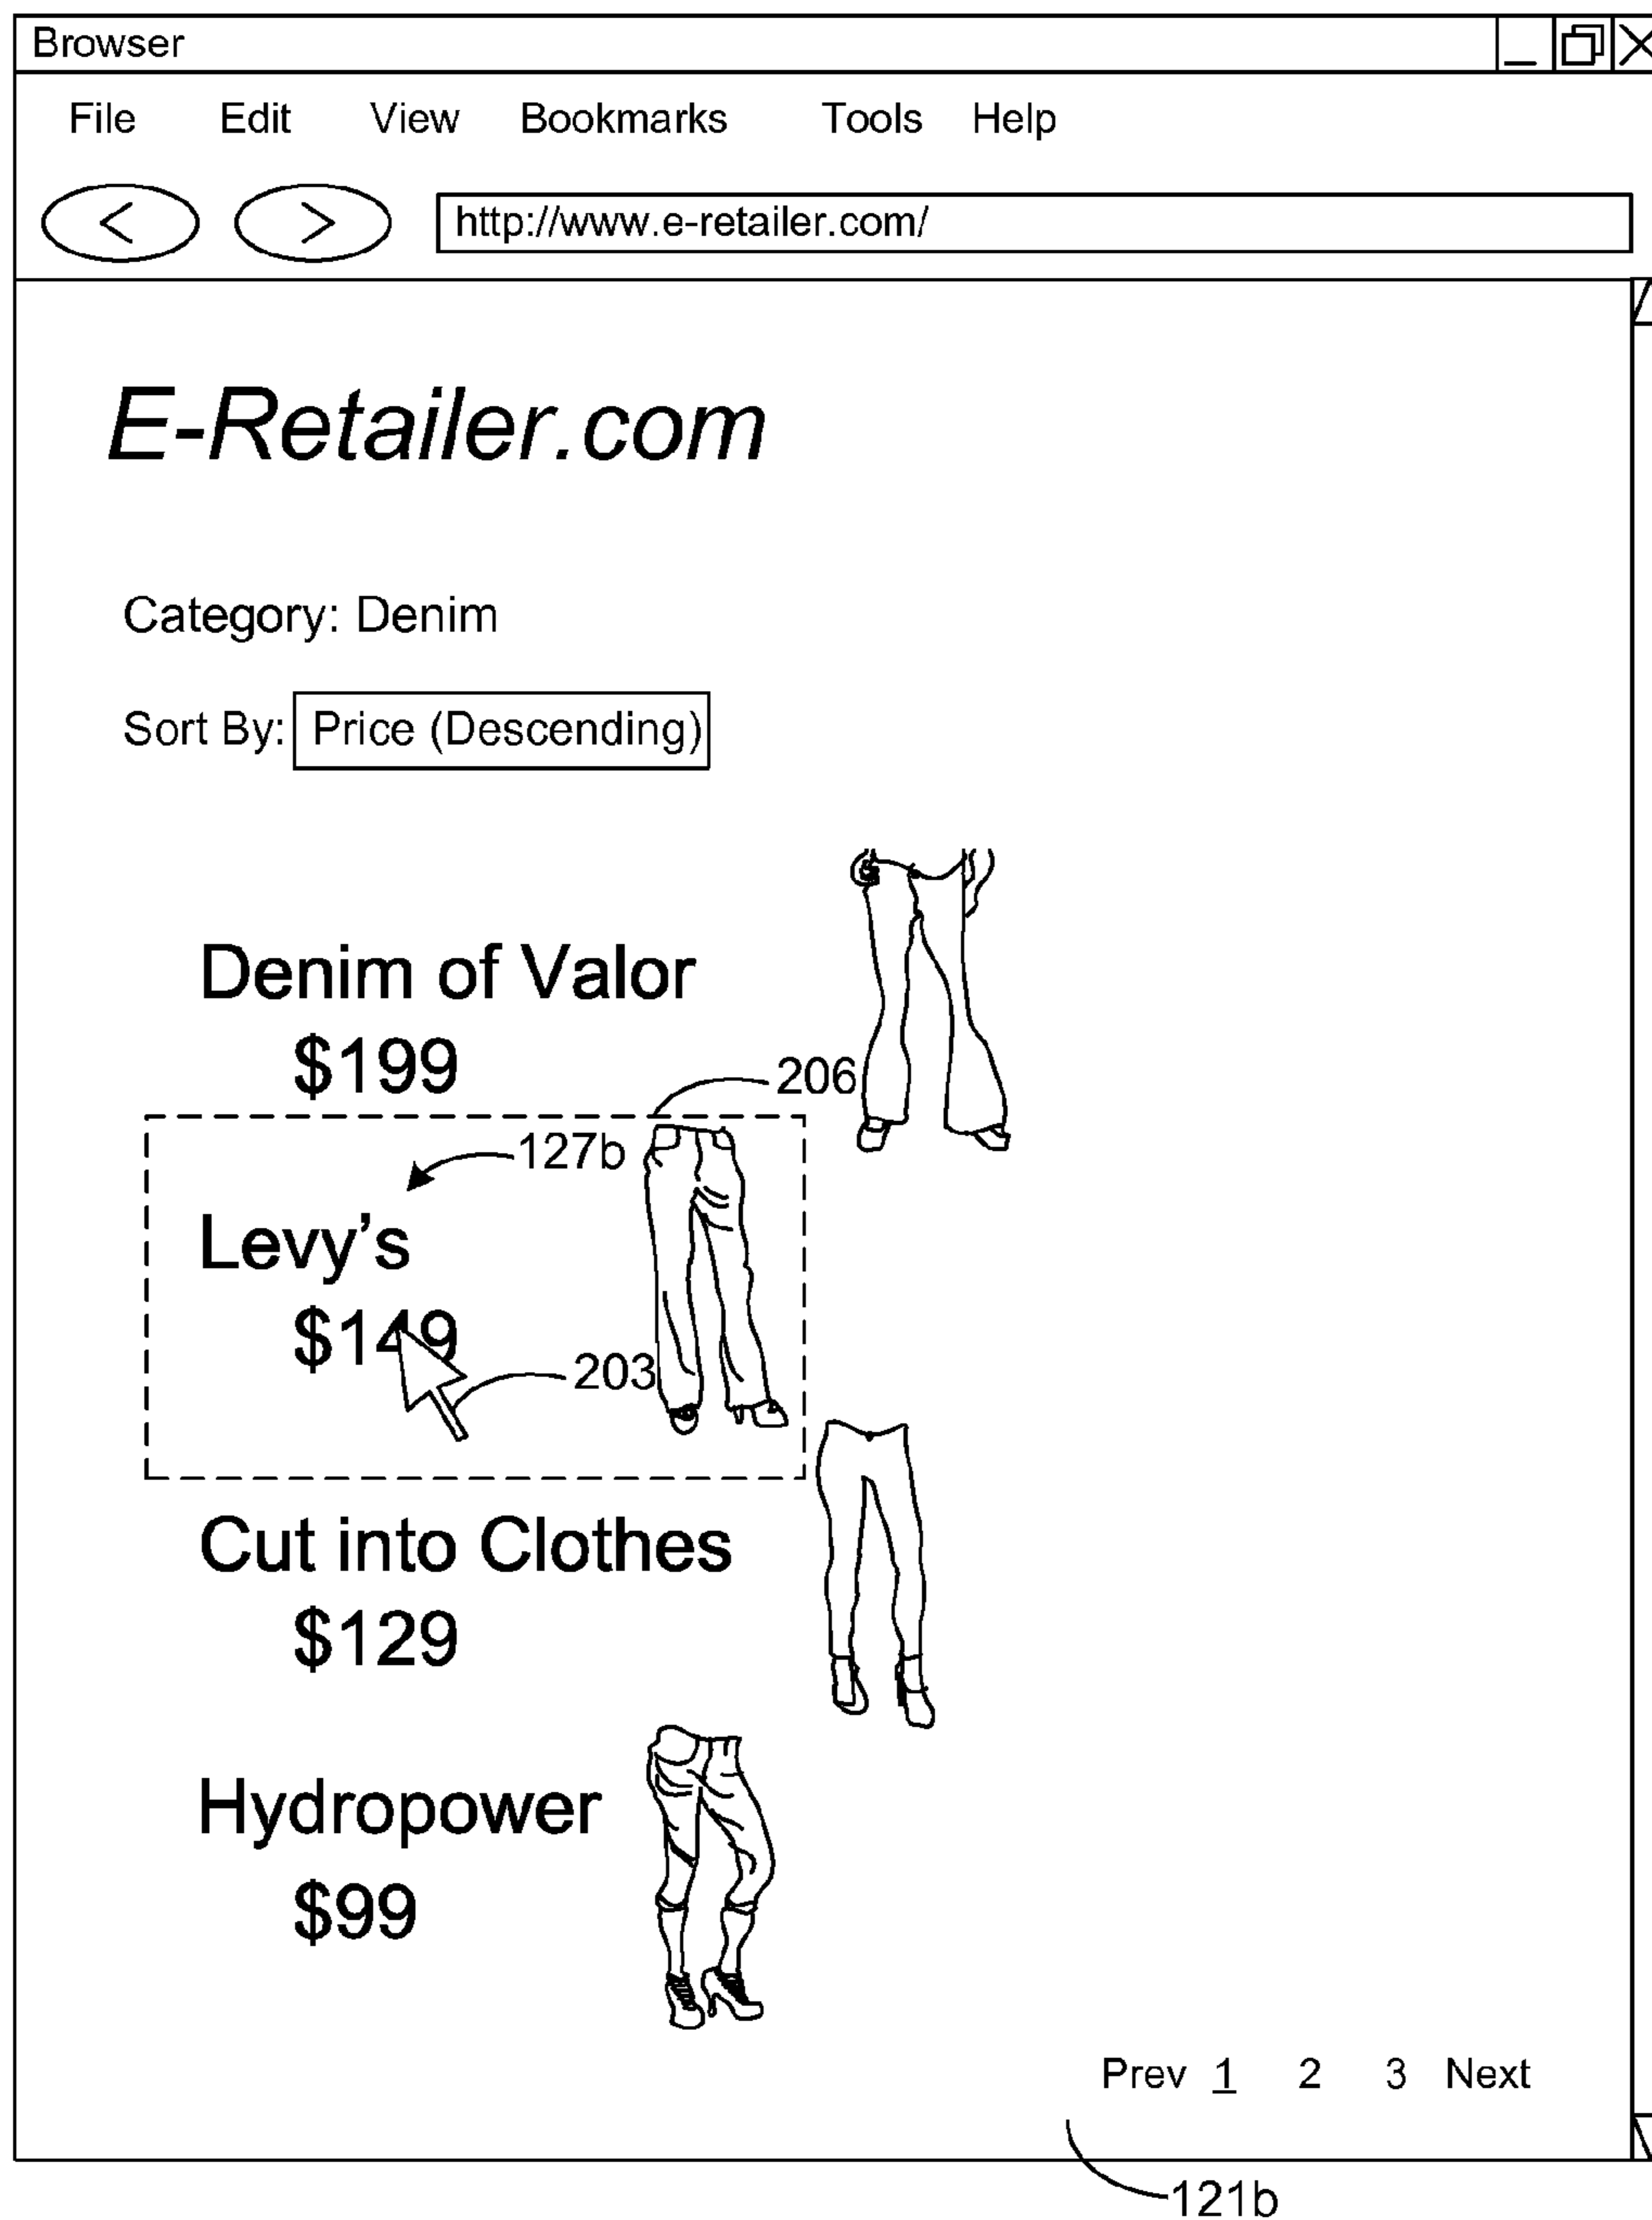 Browser
File Edit View Bookmarks Tools Help
< > http://www.e-retailer.com/
E-Retailer.com
Category: Denim
Sort By: Price (Descending)
Denim of Valor
$199
206
127b
Levy’s
$149
203
Cut into Clothes
$129
Hydropower
$99
Prev 1 2 3 Next
121b